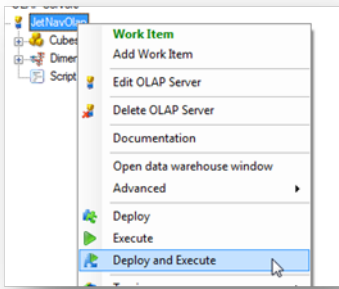 JetNavOlap
Cubes
Script
Work Item
Add Work Item
Edit OLAP Server
Delete OLAP Server
Documentation
Open data warehouse window
Advanced
Deploy
Execute
Deploy and Execute